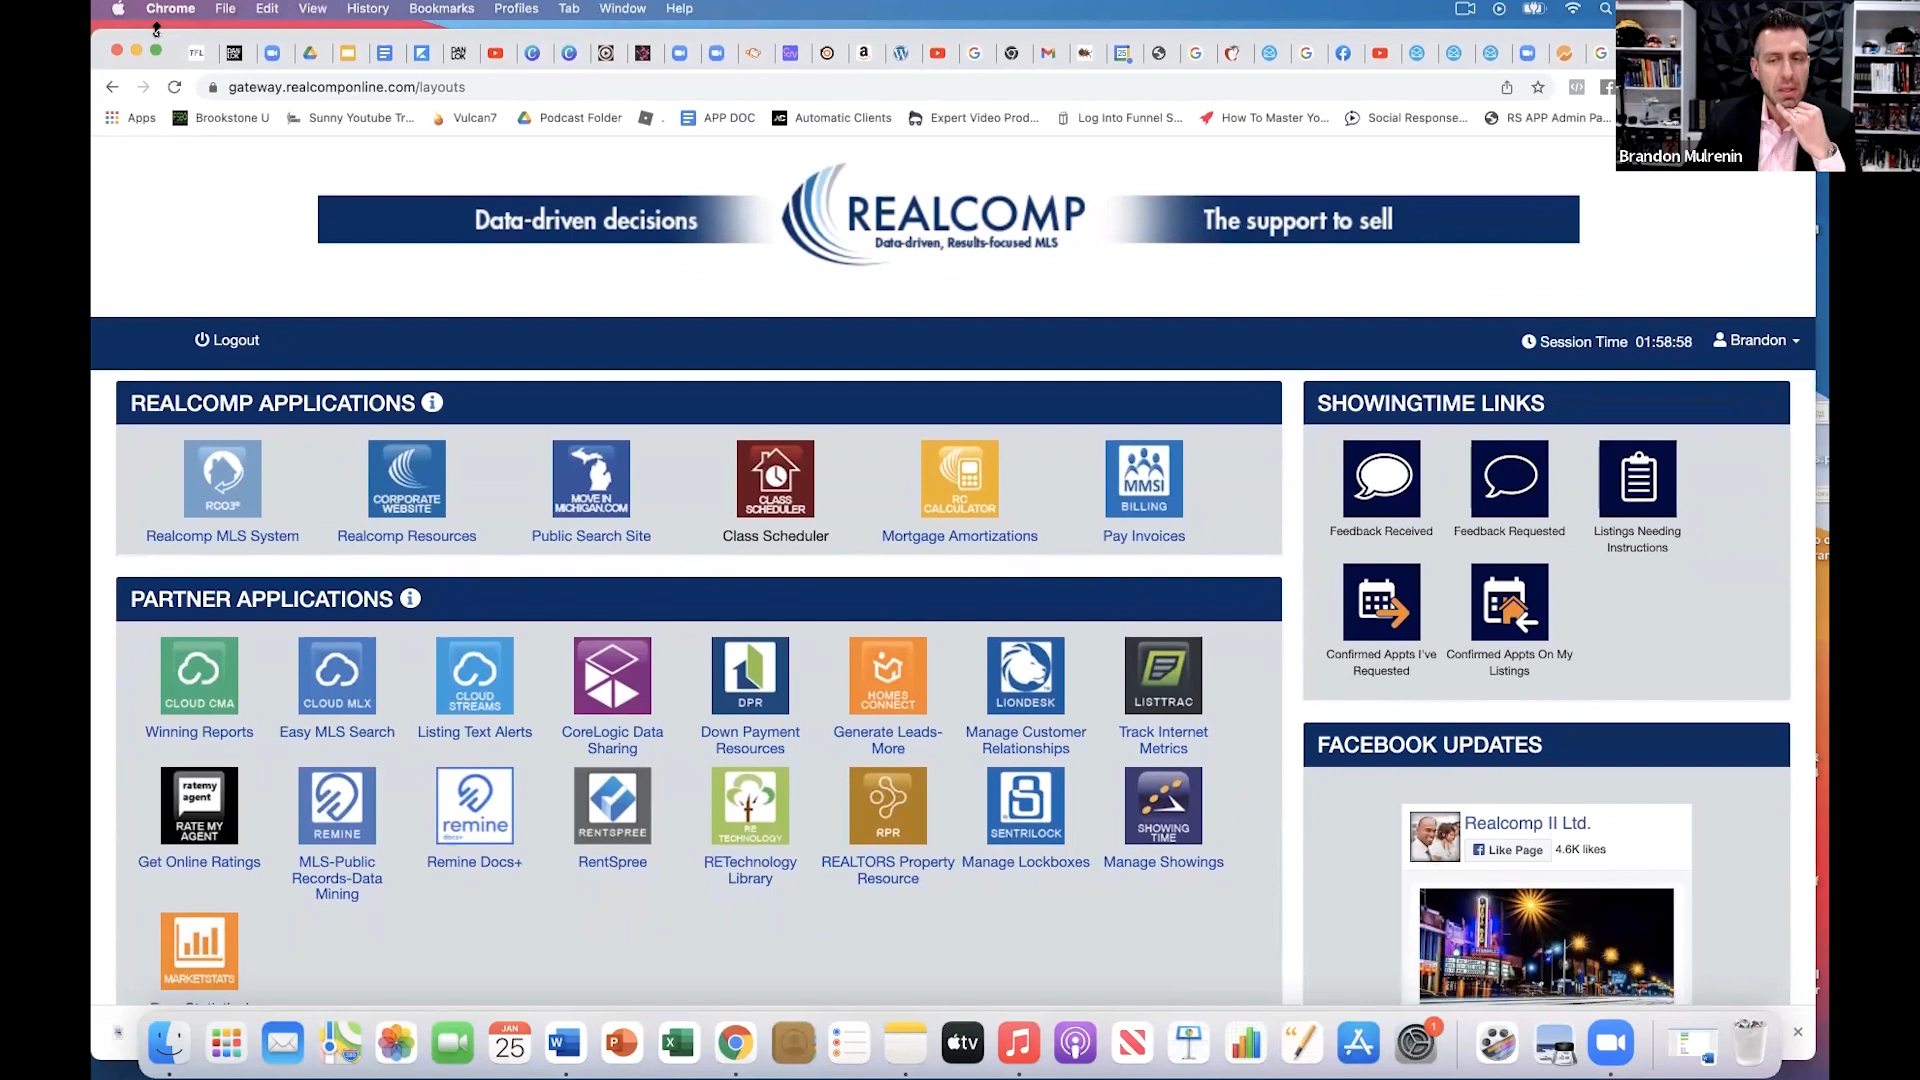 Chrome File Edit View History Bookmarks Profiles Tab Window Help
TFL
DAN LOK
DAN LOK
gateway.realcomponline.com/layouts
Apps Brookstone U Sunny Youtube Tr... Vulcan7 Podcast Folder . APP DOC Automatic Clients Expert Video Prod... Log Into Funnel S... How To Master Yo... Social Response... RS APP Admin Pa...
Brandon Mulrenin
Data-driven decisions
REALCOMP
Data-driven, Results-focused MLS
The support to sell
Logout
Session Time 01:58:58
Brandon
REALCOMP APPLICATIONS
RCO3®
Realcomp MLS System
CORPORATE
WEBSITE
Realcomp Resources
MOVE IN
MICHIGAN.COM
Public Search Site
CLASS
SCHEDULER
Class Scheduler
RC
CALCULATOR
Mortgage Amortizations
MMSI
BILLING
Pay Invoices
PARTNER APPLICATIONS
CLOUD CMA
Winning Reports
CLOUD MLX
Easy MLS Search
CLOUD
STREAMS
Listing Text Alerts
CoreLogic Data
Sharing
DPR
Down Payment
Resources
HOMES
CONNECT
Generate Leads-
More
LIONDESK
Manage Customer
Relationships
LISTTRAC
Track Internet
Metrics
ratemy
agent
RATE MY
AGENT
Get Online Ratings
REMINE
MLS-Public
Records-Data
Mining
remine
docs+
Remine Docs+
RENTSPREE
RentSpree
RE
TECHNOLOGY
RETechnology
Library
RPR
REALTORS Property
Resource
SENTRILOCK
Manage Lockboxes
SHOWING
TIME
Manage Showings
MARKETSTATS
SHOWINGTIME LINKS
Feedback Received
Feedback Requested
Listings Needing
Instructions
Confirmed Appts I've
Requested
Confirmed Appts On My
Listings
FACEBOOK UPDATES
Realcomp II Ltd.
Like Page 4.6K likes
JAN
25
W
P
X
tv
1